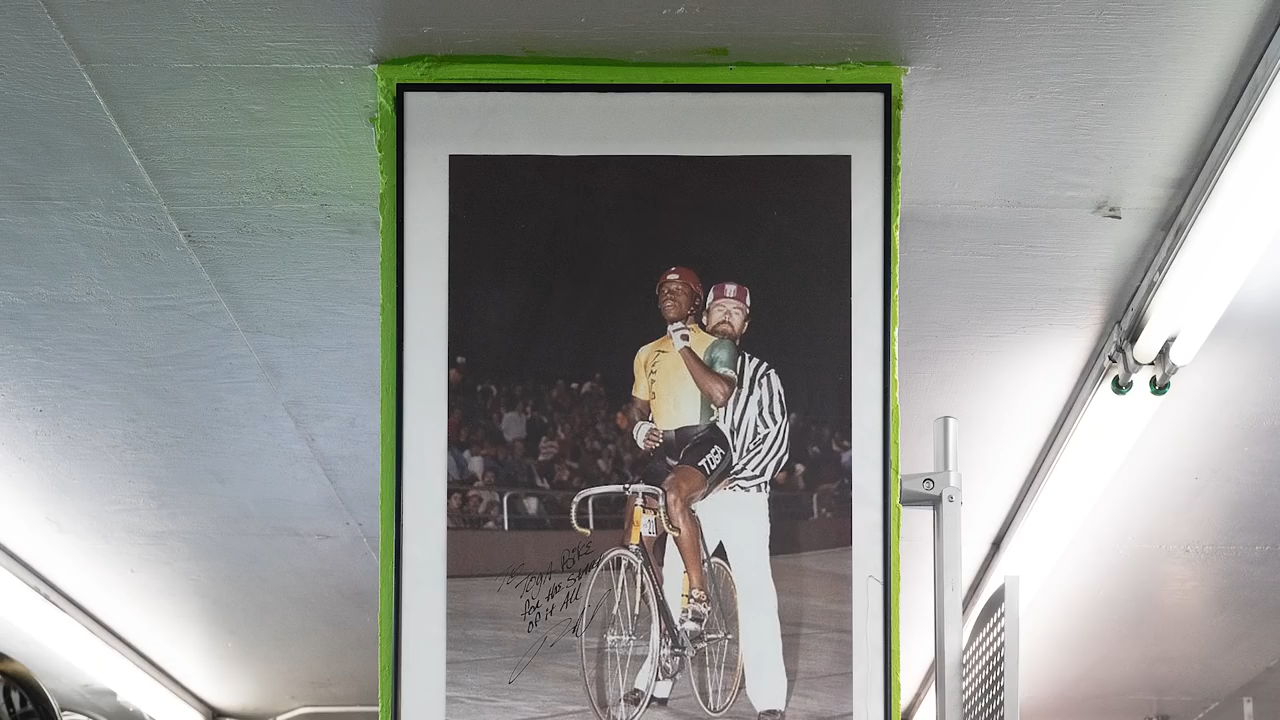 TOGA
21
To
TOGA BIKE
for the start
of it All